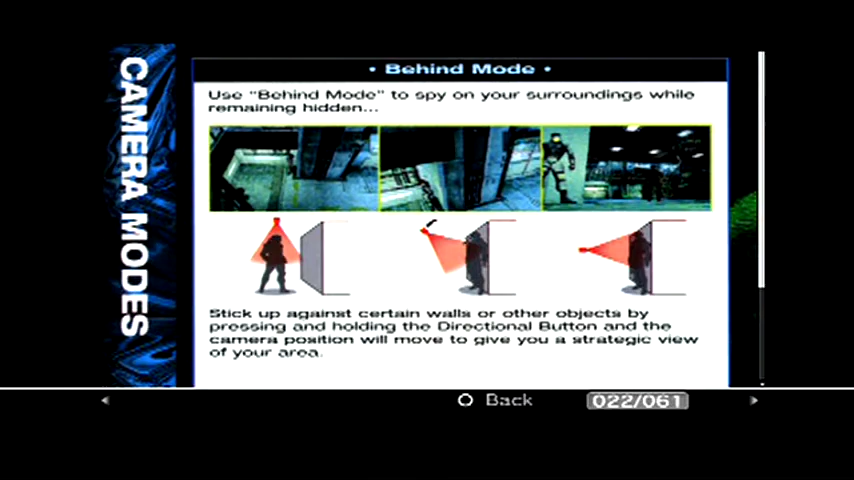 CAMERA MODES
• Behind Mode •
Use "Behind Mode" to spy on your surroundings while
remaining hidden...
Stick up against certain walls or other objects by
pressing and holding the Directional Button and the
camera position will move to give you a strategic view
of your area.
Back
022/061